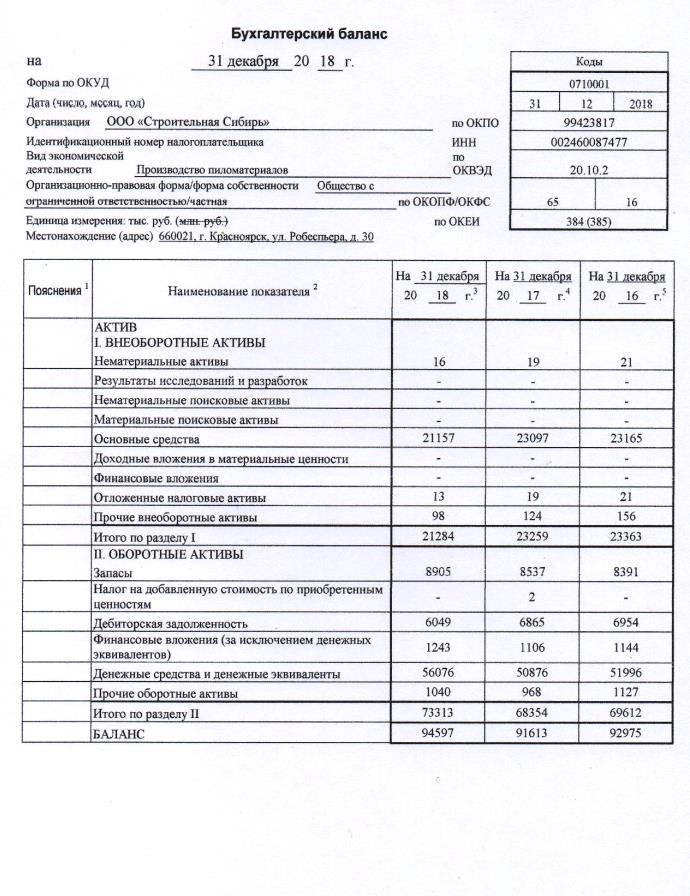 Бухгалтерский баланс
на 31 декабря 20 18 г.
Коды
Форма по ОКУД 0710001
Дата (число, месяц, год) 31 12 2018
Организация ООО «Строительная Сибирь» по ОКПО 99423817
Идентификационный номер налогоплательщика ИНН 002460087477
Вид экономической по
деятельности Производство пиломатериалов ОКВЭД 20.10.2
Организационно-правовая форма/форма собственности Общество с
ограниченной ответственностью/частная по ОКОПФ/ОКФС 65 16
Единица измерения: тыс. руб. (млн. руб.) по ОКЕИ 384 (385)
Местонахождение (адрес) 660021, г. Красноярск, ул. Робеспьера, д. 30
Пояснения 1 Наименование показателя 2 На 31 декабря 20 18 г.3 На 31 декабря 20 17 г.4 На 31 декабря 20 16 г.5
АКТИВ
I. ВНЕОБОРОТНЫЕ АКТИВЫ
Нематериальные активы 16 19 21
Результаты исследований и разработок - - -
Нематериальные поисковые активы - - -
Материальные поисковые активы - - -
Основные средства 21157 23097 23165
Доходные вложения в материальные ценности - - -
Финансовые вложения - - -
Отложенные налоговые активы 13 19 21
Прочие внеоборотные активы 98 124 156
Итого по разделу I 21284 23259 23363
II. ОБОРОТНЫЕ АКТИВЫ
Запасы 8905 8537 8391
Налог на добавленную стоимость по приобретенным
ценностям - 2 -
Дебиторская задолженность 6049 6865 6954
Финансовые вложения (за исключением денежных
эквивалентов) 1243 1106 1144
Денежные средства и денежные эквиваленты 56076 50876 51996
Прочие оборотные активы 1040 968 1127
Итого по разделу II 73313 68354 69612
БАЛАНС 94597 91613 92975